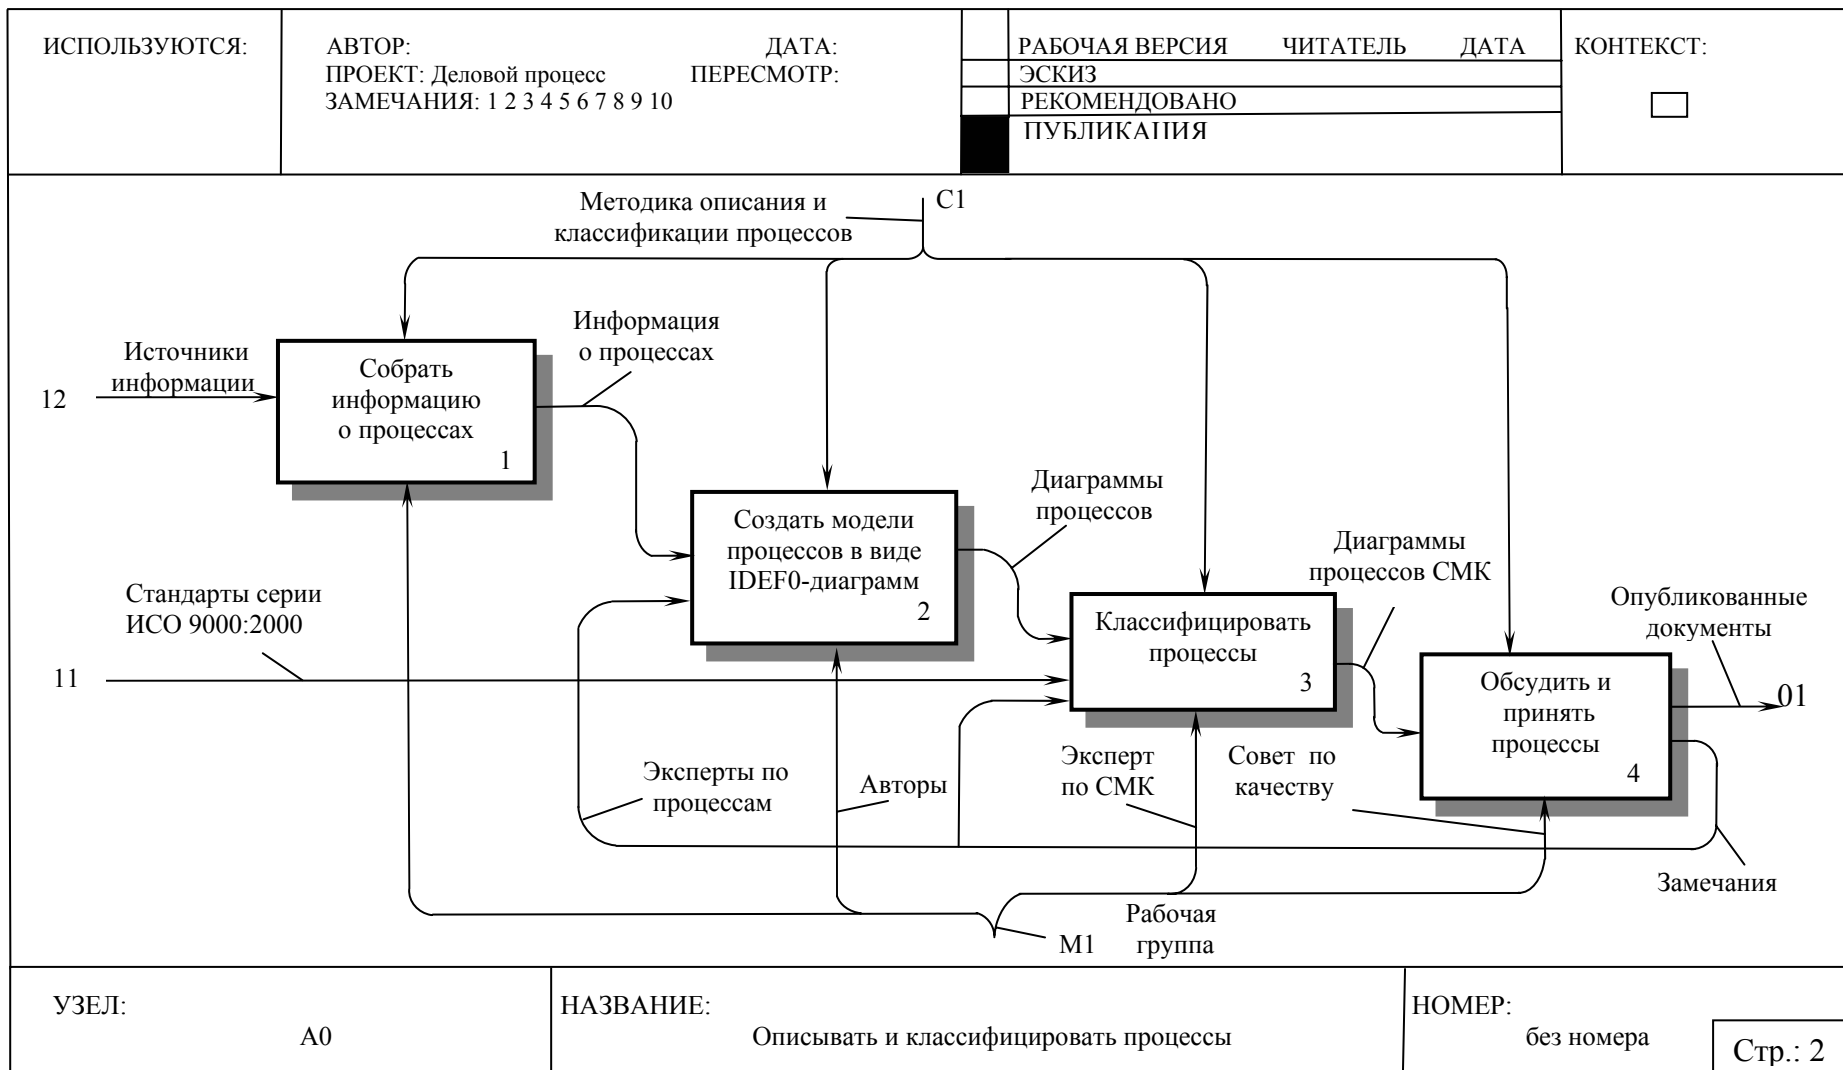 ИСПОЛЬЗУЮТСЯ:
АВТОР: ДАТА:
ПРОЕКТ: Деловой процесс ПЕРЕСМОТР:
ЗАМЕЧАНИЯ: 1 2 3 4 5 6 7 8 9 10
РАБОЧАЯ ВЕРСИЯ ЧИТАТЕЛЬ ДАТА
ЭСКИЗ
РЕКОМЕНДОВАНО
ПУБЛИКАЦИЯ
КОНТЕКСТ:
Методика описания и
классификации процессов
С1
Источники
информации
12
Собрать
информацию
о процессах
1
Информация
о процессах
Создать модели
процессов в виде
IDEF0-диаграмм
2
Диаграммы
процессов
Стандарты серии
ИСО 9000:2000
11
Классифицировать
процессы
3
Диаграммы
процессов СМК
Обсудить и
принять
процессы
4
Опубликованные
документы
01
Эксперты по
процессам
Авторы
Эксперт
по СМК
Совет по
качеству
Замечания
М1
Рабочая
группа
УЗЕЛ:
А0
НАЗВАНИЕ:
Описывать и классифицировать процессы
НОМЕР:
без номера
Стр.: 2